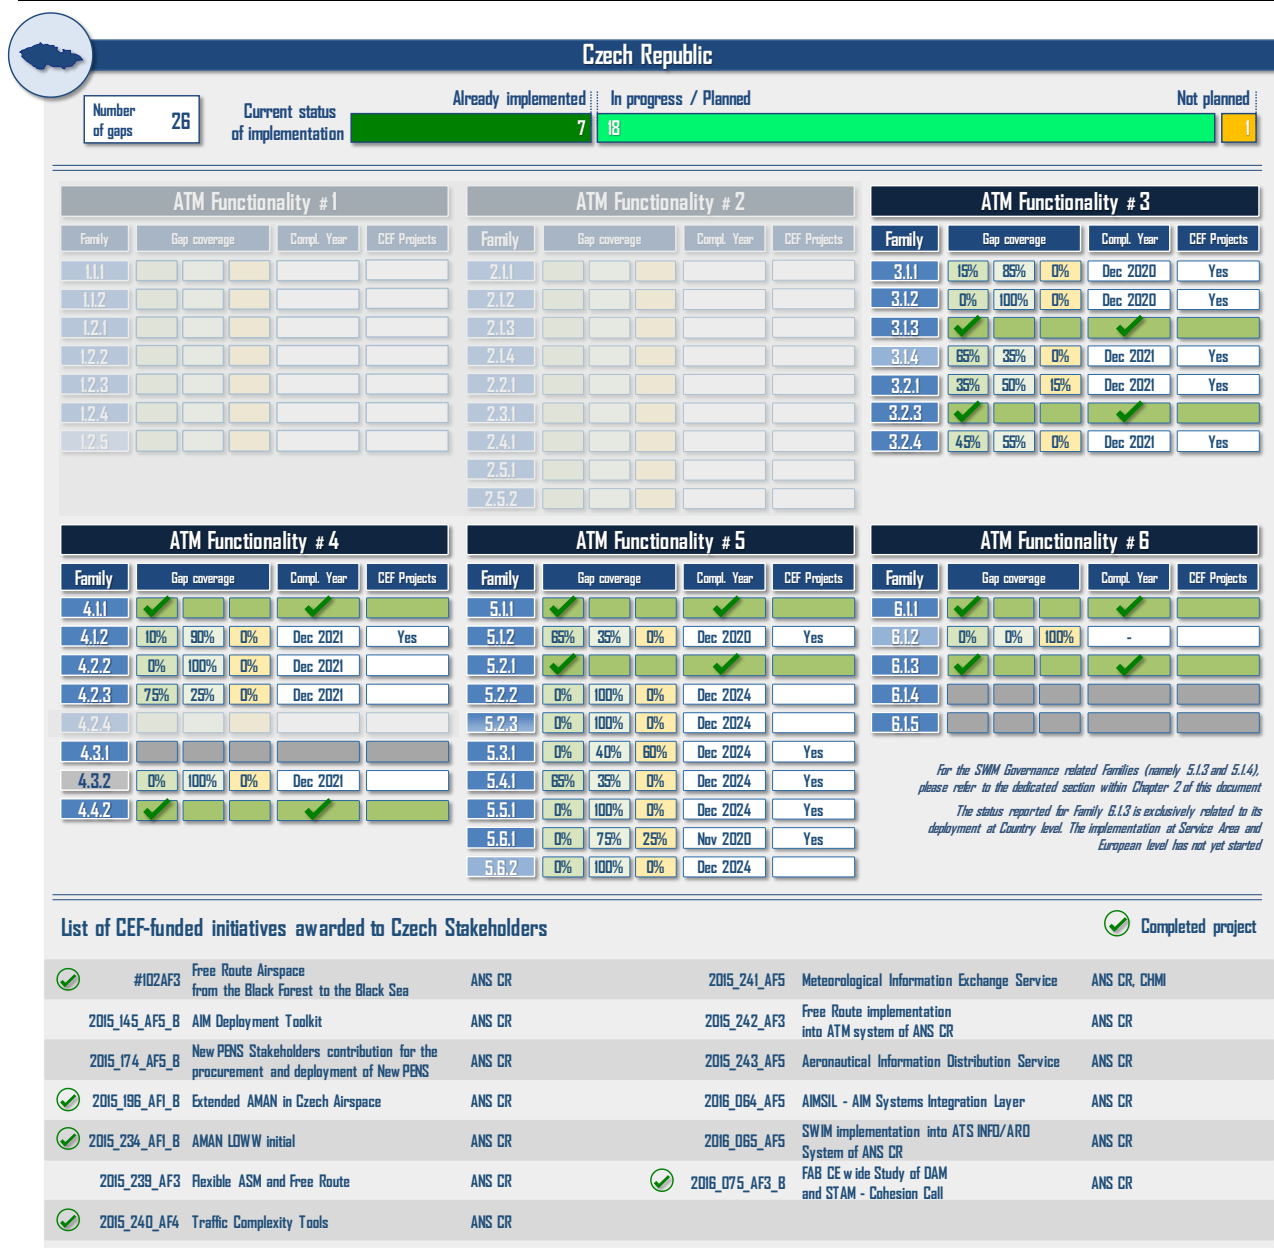 Czech Republic
Number of gaps 26
Current status of implementation
Already implemented
In progress / Planned
Not planned
7
18
1
ATM Functionality # 1
Family Gap coverage Compl. Year CEF Projects
1.1.1
1.1.2
1.2.1
1.2.2
1.2.3
1.2.4
1.2.5
ATM Functionality # 2
Family Gap coverage Compl. Year CEF Projects
2.1.1
2.1.2
2.1.3
2.1.4
2.2.1
2.3.1
2.4.1
2.5.1
2.5.2
ATM Functionality # 3
Family Gap coverage Compl. Year CEF Projects
3.1.1 15% 85% 0% Dec 2020 Yes
3.1.2 0% 100% 0% Dec 2020 Yes
3.1.3
3.1.4 65% 35% 0% Dec 2021 Yes
3.2.1 35% 50% 15% Dec 2021 Yes
3.2.3
3.2.4 45% 55% 0% Dec 2021 Yes
ATM Functionality # 4
Family Gap coverage Compl. Year CEF Projects
4.1.1
4.1.2 10% 90% 0% Dec 2021 Yes
4.2.2 0% 100% 0% Dec 2021
4.2.3 75% 25% 0% Dec 2021
4.2.4
4.3.1
4.3.2 0% 100% 0% Dec 2021
4.4.2
ATM Functionality # 5
Family Gap coverage Compl. Year CEF Projects
5.1.1
5.1.2 65% 35% 0% Dec 2020 Yes
5.2.1
5.2.2 0% 100% 0% Dec 2024
5.2.3 0% 100% 0% Dec 2024
5.3.1 0% 40% 60% Dec 2024 Yes
5.4.1 65% 35% 0% Dec 2024 Yes
5.5.1 0% 100% 0% Dec 2024
5.6.1 0% 75% 25% Nov 2020 Yes
5.6.2 0% 100% 0% Dec 2024
ATM Functionality # 6
Family Gap coverage Compl. Year CEF Projects
6.1.1
6.1.2 0% 0% 100% -
6.1.3
6.1.4
6.1.5
For the SWIM Governance related Families (namely 5.1.3 and 5.1.4),
please refer to the dedicated section within Chapter 2 of this document
The status reported for Family 6.1.3 is exclusively related to its
deployment at Country level. The implementation at Service Area and
European level has not yet started
List of CEF-funded initiatives awarded to Czech Stakeholders
Completed project
#102AF3 Free Route Airspace
from the Black Forest to the Black Sea ANS CR
2015_145_AF5_B AIM Deployment Toolkit ANS CR
2015_174_AF5_B New PENS Stakeholders contribution for the
procurement and deployment of New PENS ANS CR
2015_196_AF1_B Extended AMAN in Czech Airspace ANS CR
2015_234_AF1_B AMAN LOWW initial ANS CR
2015_239_AF3 Flexible ASM and Free Route ANS CR
2015_240_AF4 Traffic Complexity Tools ANS CR
2015_241_AF5 Meteorological Information Exchange Service ANS CR, CHMI
2015_242_AF3 Free Route implementation
into ATM system of ANS CR ANS CR
2015_243_AF5 Aeronautical Information Distribution Service ANS CR
2016_064_AF5 AIMSIL - AIM Systems Integration Layer ANS CR
2016_065_AF5 SWIM implementation into ATS INFO/ARO
System of ANS CR ANS CR
2016_075_AF3_B FAB CE wide Study of DAM
and STAM - Cohesion Call ANS CR